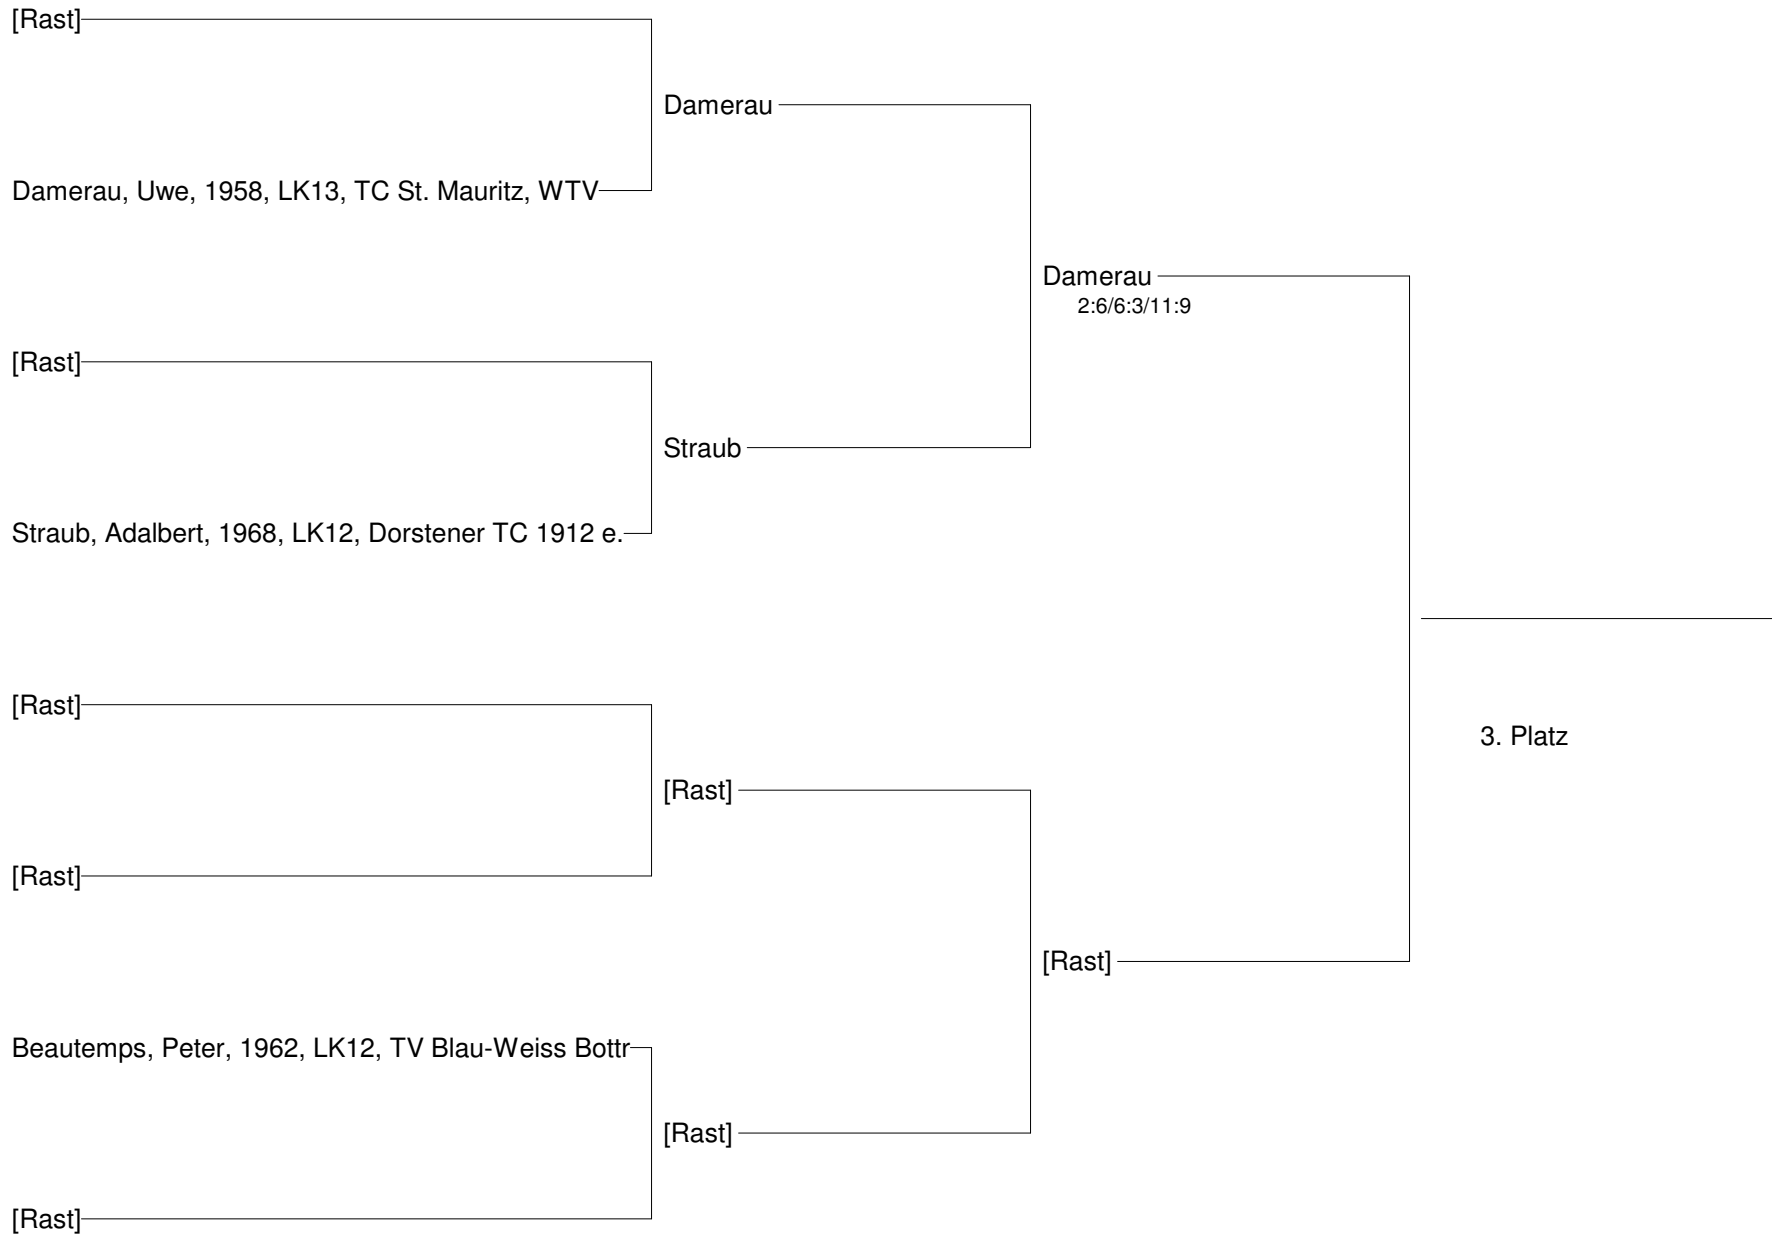 [Rast]
Damerau
Damerau, Uwe, 1958, LK13, TC St. Mauritz, WTV
Damerau
2:6/6:3/11:9
[Rast]
Straub
Straub, Adalbert, 1968, LK12, Dorstener TC 1912 e.
[Rast]
3. Platz
[Rast]
[Rast]
[Rast]
Beautemps, Peter, 1962, LK12, TV Blau-Weiss Bottr
[Rast]
[Rast]